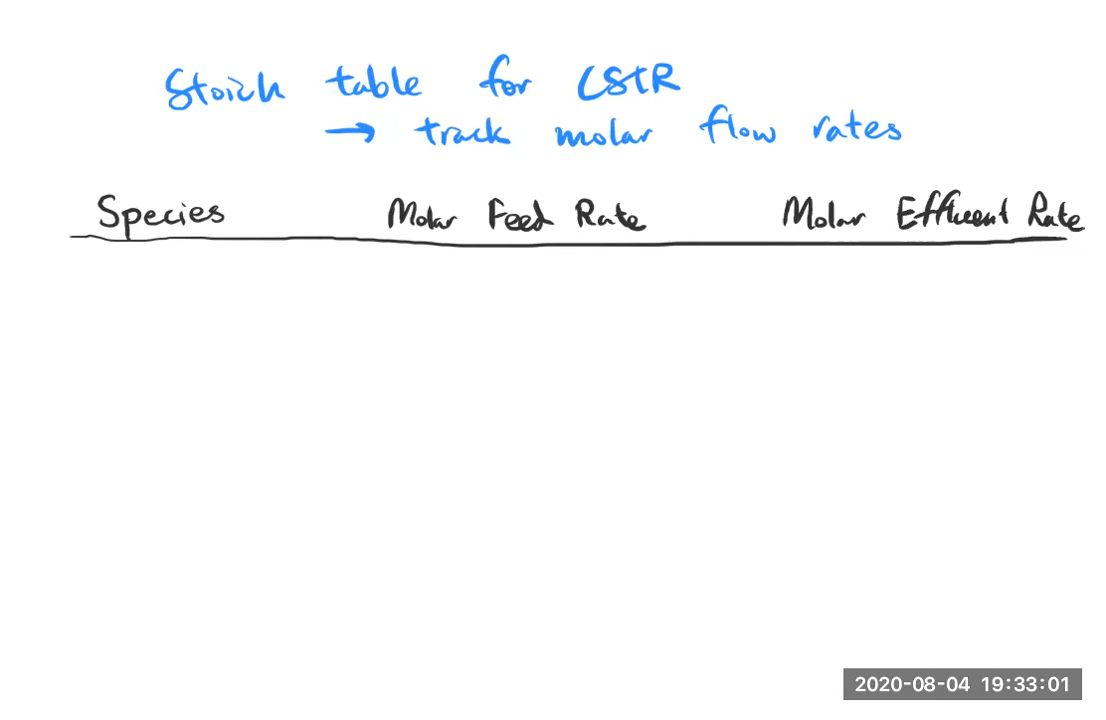 Stoich table for CSTR
→ track molar flow rates
Species Molar Feed Rate Molar Effluent Rate
2020-08-04 19:33:01